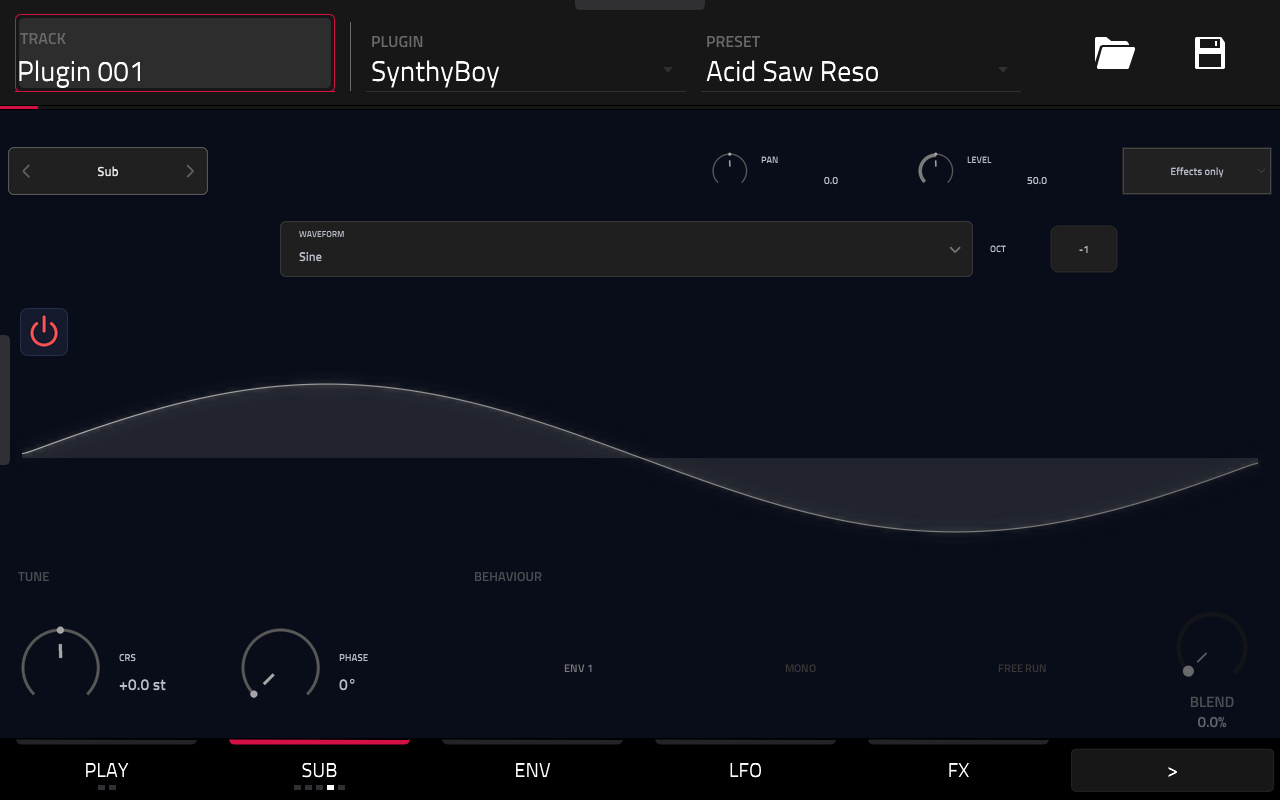 TRACK
Plugin 001
PLUGIN
SynthyBoy
PRESET
Acid Saw Reso
Sub
PAN
0.0
LEVEL
50.0
Effects only
WAVEFORM
Sine
OCT
-1
TUNE
BEHAVIOUR
CRS
+0.0 st
PHASE
0°
ENV 1
MONO
FREE RUN
BLEND
0.0%
PLAY
SUB
ENV
LFO
FX
>